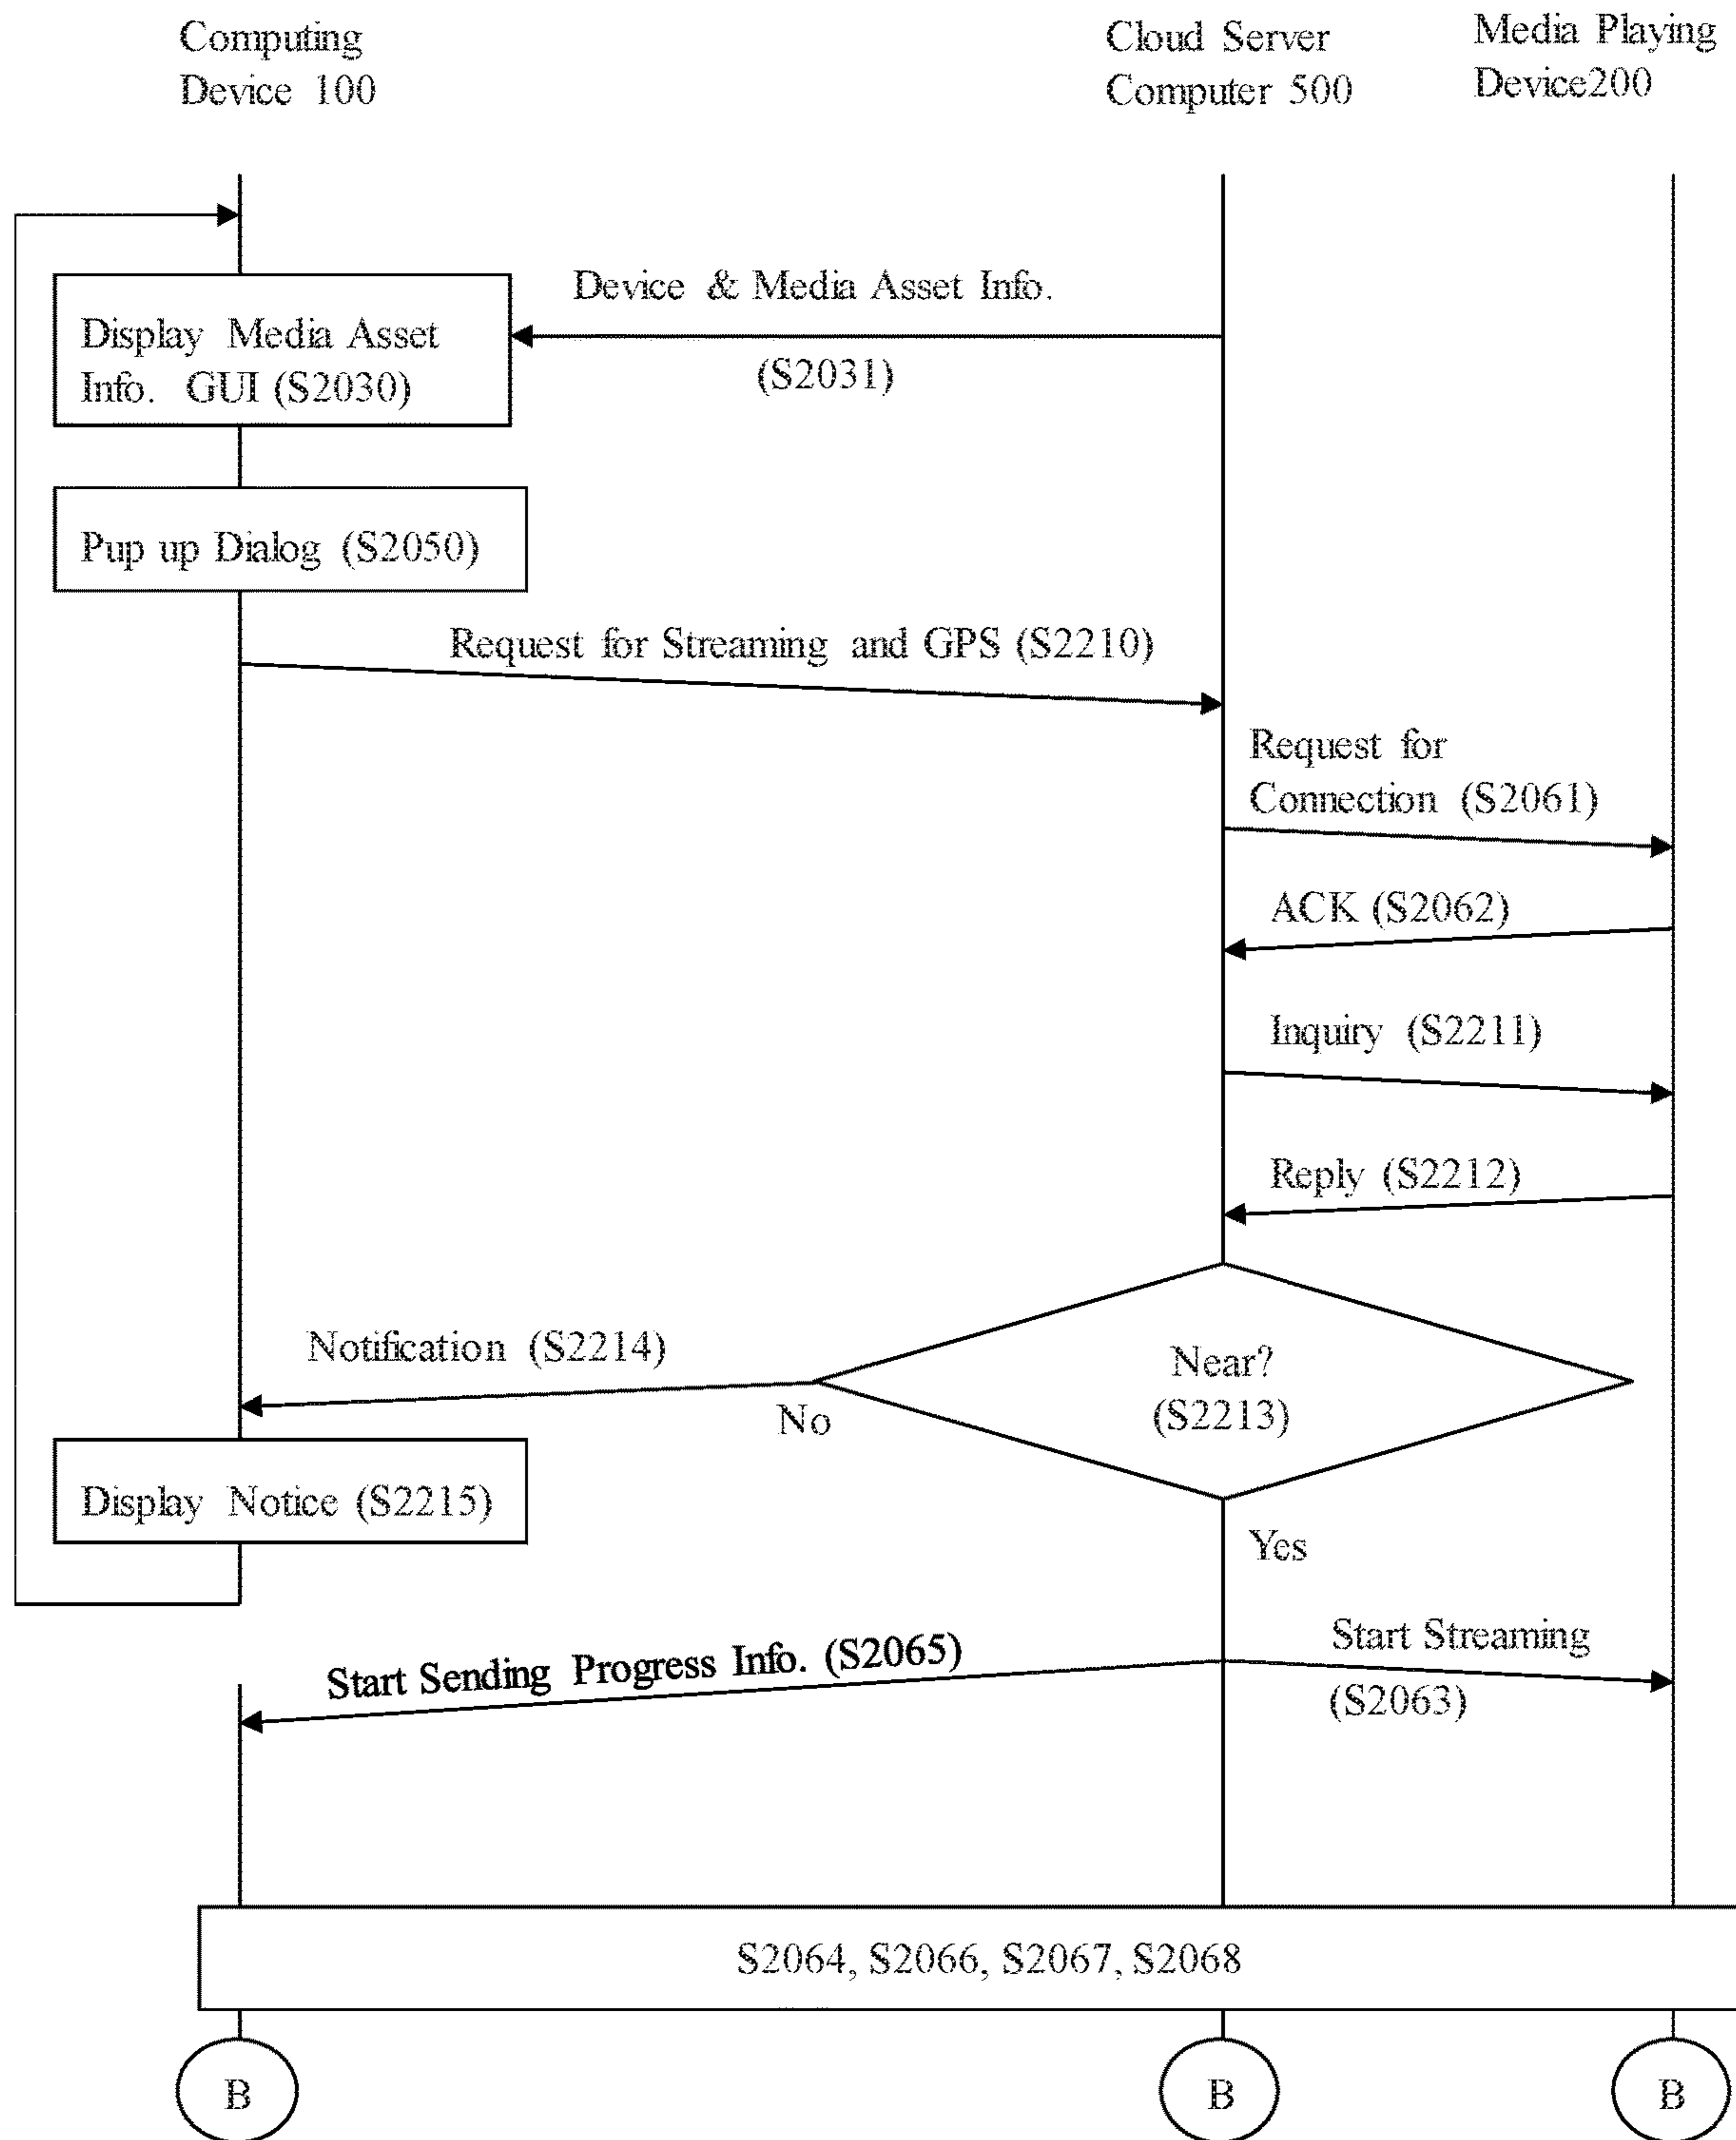 Computing
Device 100
Cloud Server
Computer 500
Media Playing
Device200
Device & Media Asset Info.
(S2031)
Display Media Asset
Info. GUI (S2030)
Pup up Dialog (S2050)
Request for Streaming and GPS (S2210)
Request for
Connection (S2061)
ACK (S2062)
Inquiry (S2211)
Reply (S2212)
Near?
(S2213)
Notification (S2214)
No
Display Notice (S2215)
Yes
Start Sending Progress Info. (S2065)
Start Streaming
(S2063)
S2064, S2066, S2067, S2068
B
B
B